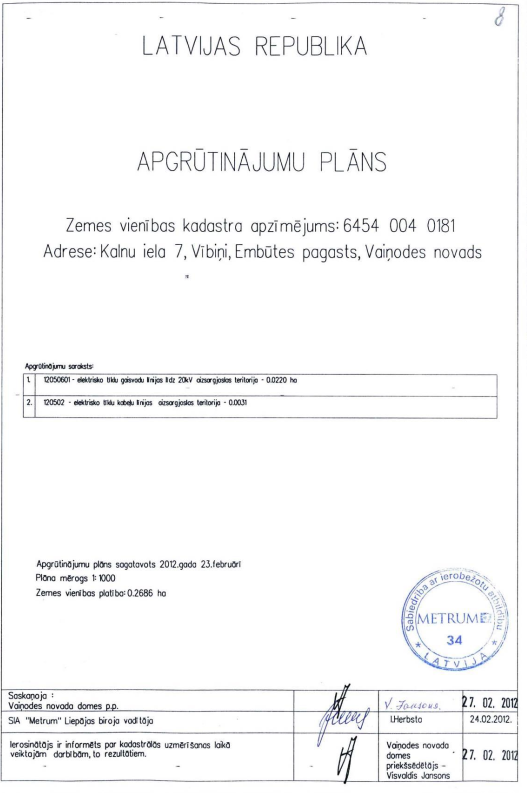 8
LATVIJAS REPUBLIKA
APGRŪTINĀJUMU PLĀNS
Zemes vienības kadastra apzīmējums: 6454 004 0181
Adrese: Kalnu iela 7, Vībiņi, Embūtes pagasts, Vaiņodes novads
Apgrūtinājumu saraksts:
1. 12050601 - elektrisko tīklu gaisvadu līnijas līdz 20kV aizsargjoslas teritorija - 0.0220 ha
2. 120502 - elektrisko tīklu kabeļu līnijas aizsargjoslas teritorija - 0.0031
Apgrūtinājumu plāns sagatavots 2012.gada 23.februārī
Plāna mērogs 1: 1000
Zemes vienības platība: 0.2686 ha
Sabiedrība ar ierobežotu atbildību
METRUM
34
* LATVIJA *
Saskaņoja :
Vaiņodes novada domes p.p.
V. Jansons.
27. 02. 2012
SIA "Metrum" Liepājas biroja vadītāja
I.Herbsta
24.02.2012.
Ierosinātājs ir informēts par kadastrālās uzmērīšanas laikā
veiktajām darbībām, to rezultātiem.
Vaiņodes novada
domes
priekšsēdētājs -
Visvaldis Jansons
27. 02. 2012